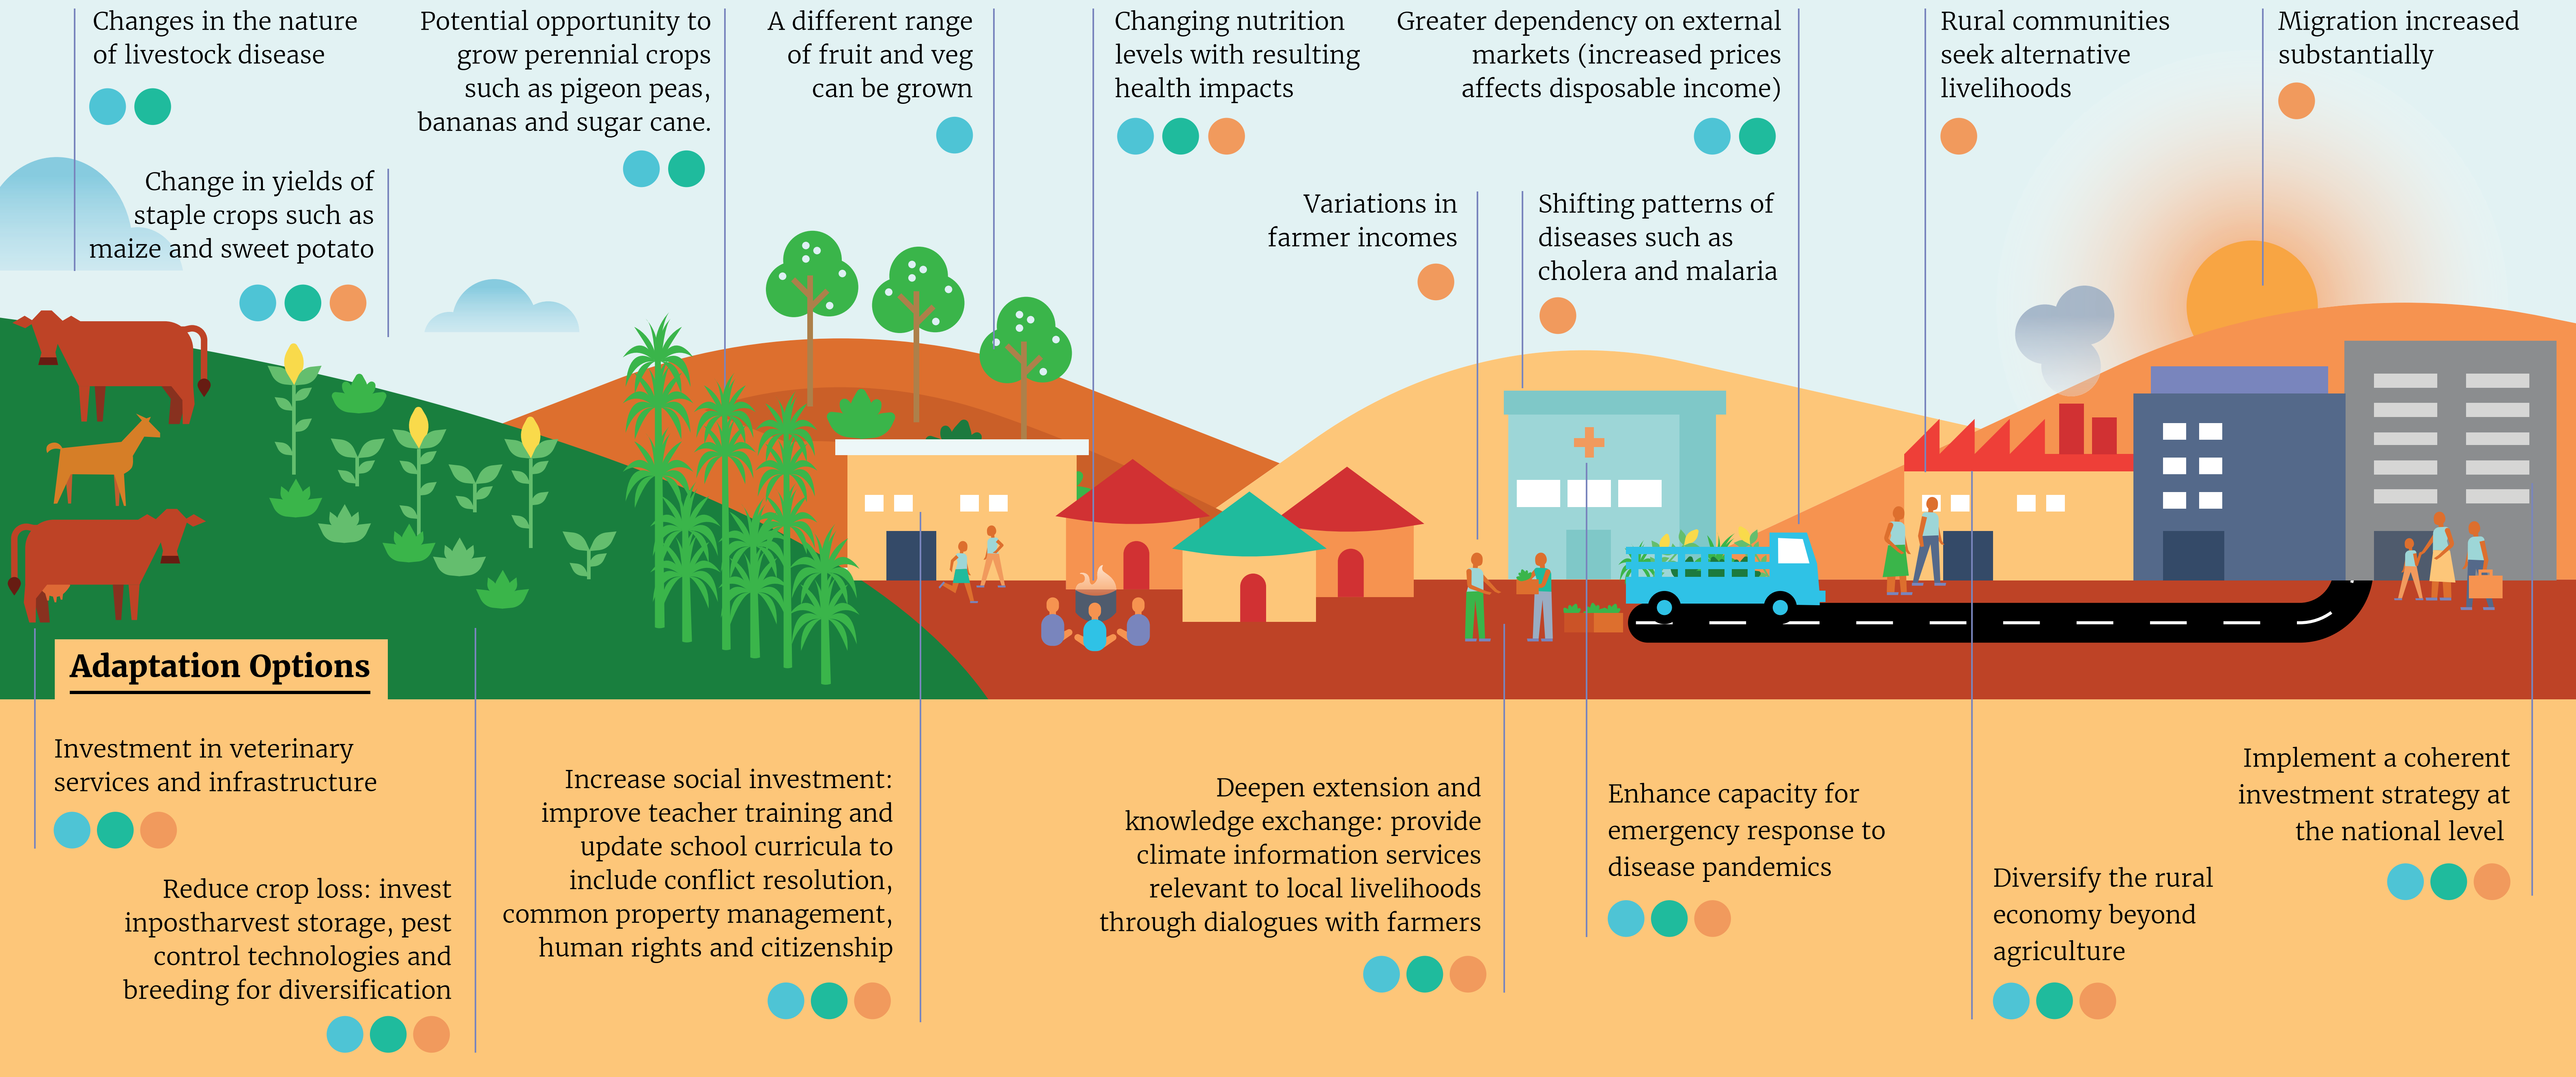 Changes in the nature
of livestock disease
Potential opportunity to
grow perennial crops
such as pigeon peas,
bananas and sugar cane.
A different range
of fruit and veg
can be grown
Changing nutrition
levels with resulting
health impacts
Greater dependency on external
markets (increased prices
affects disposable income)
Rural communities
seek alternative
livelihoods
Migration increased
substantially
Change in yields of
staple crops such as
maize and sweet potato
Variations in
farmer incomes
Shifting patterns of
diseases such as
cholera and malaria
Adaptation Options
Investment in veterinary
services and infrastructure
Reduce crop loss: invest
inpostharvest storage, pest
control technologies and
breeding for diversification
Increase social investment:
improve teacher training and
update school curricula to
include conflict resolution,
common property management,
human rights and citizenship
Deepen extension and
knowledge exchange: provide
climate information services
relevant to local livelihoods
through dialogues with farmers
Enhance capacity for
emergency response to
disease pandemics
Diversify the rural
economy beyond
agriculture
Implement a coherent
investment strategy at
the national level